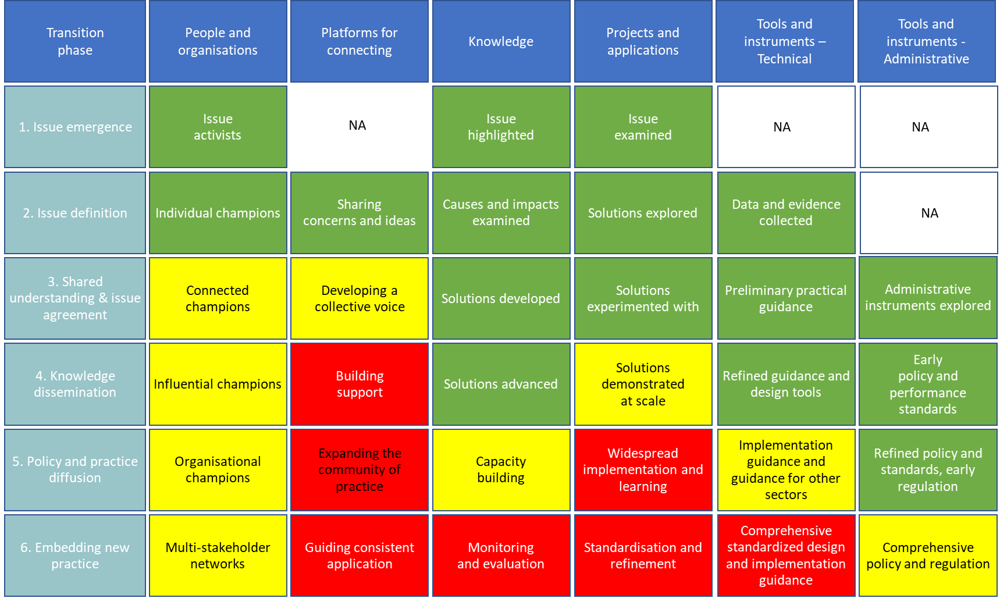 Transition
phase
People and
organisations
Platforms for
connecting
Knowledge
Projects and
applications
Tools and
instruments –
Technical
Tools and
instruments -
Administrative
1. Issue emergence
Issue
activists
NA
Issue
highlighted
Issue
examined
NA
NA
2. Issue definition
Individual champions
Sharing
concerns and ideas
Causes and impacts
examined
Solutions explored
Data and evidence
collected
NA
3. Shared
understanding & issue
agreement
Connected
champions
Developing a
collective voice
Solutions developed
Solutions
experimented with
Preliminary practical
guidance
Administrative
instruments explored
4. Knowledge
dissemination
Influential champions
Building
support
Solutions advanced
Solutions
demonstrated
at scale
Refined guidance and
design tools
Early
policy and
performance
standards
5. Policy and practice
diffusion
Organisational
champions
Expanding the
community of
practice
Capacity
building
Widespread
implementation and
learning
Implementation
guidance and
guidance for other
sectors
Refined policy and
standards, early
regulation
6. Embedding new
practice
Multi-stakeholder
networks
Guiding consistent
application
Monitoring
and evaluation
Standardisation and
refinement
Comprehensive
standardized design
and implementation
guidance
Comprehensive
policy and regulation